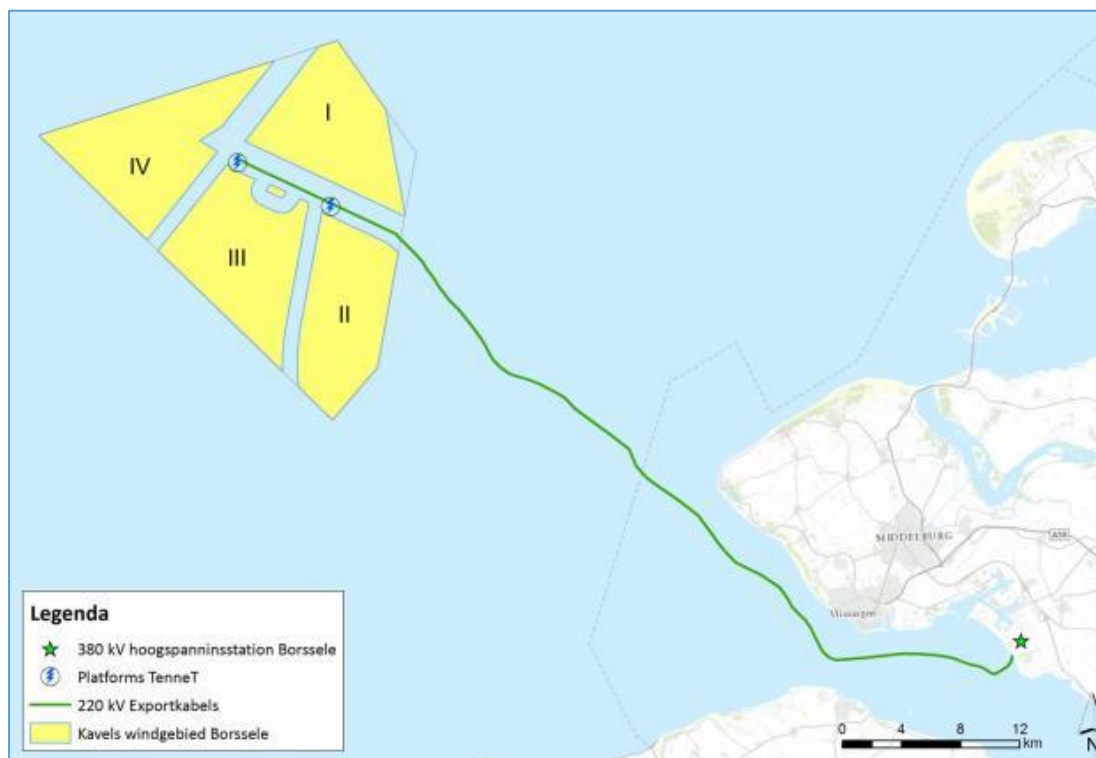 I
IV
III
II
MIDDELBURG
Vlissingen
A58
Legenda
380 kV hoogspanninsstation Borssele
Platforms TenneT
220 kV Exportkabels
Kavels windgebied Borssele
0 4 8 12
km
N